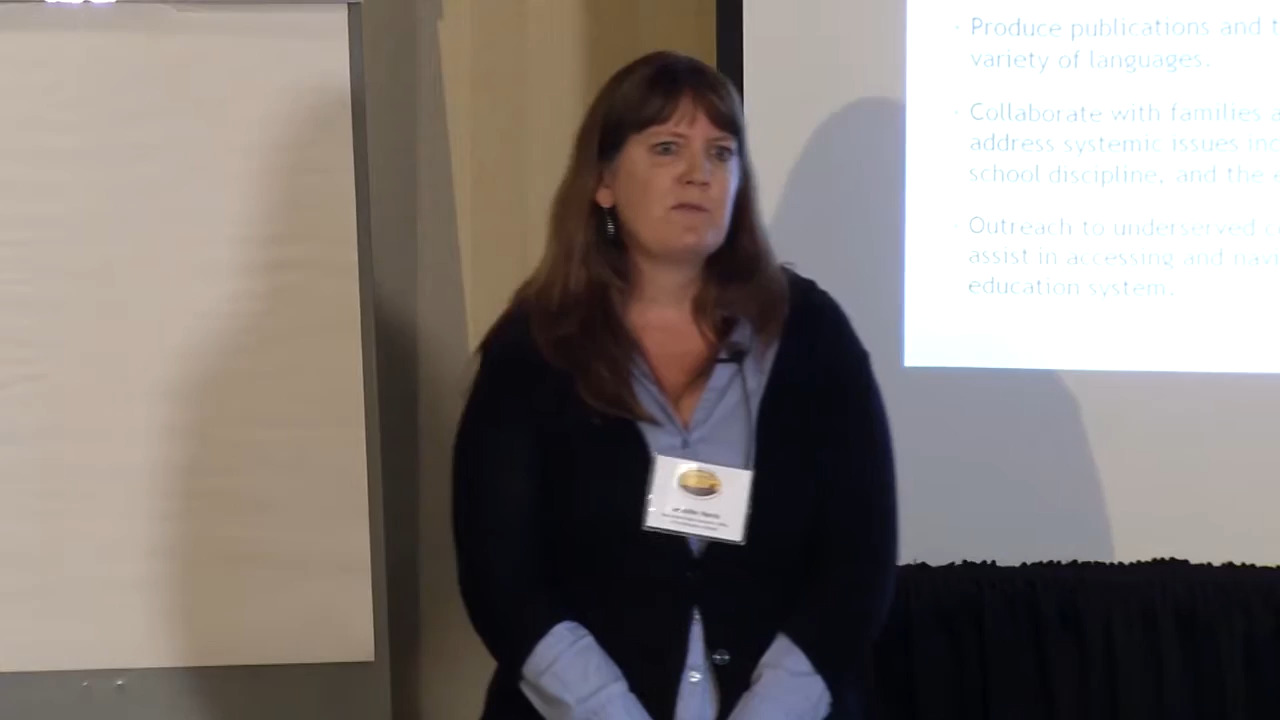 · Produce publications and t
variety of languages.
· Collaborate with families a
address systemic issues inc
school discipline, and the e
· Outreach to underserved c
assist in accessing and navi
education system.